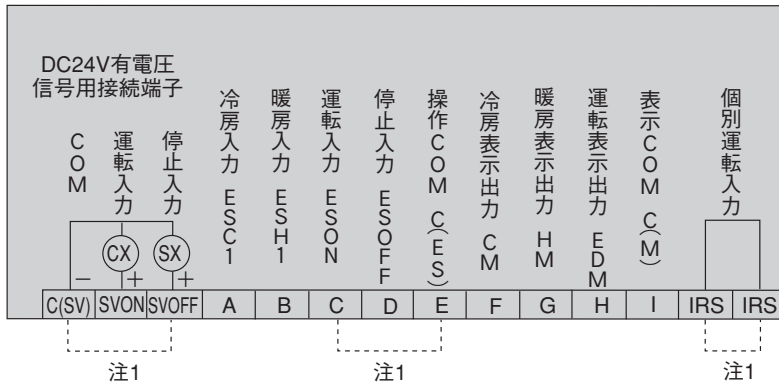 DC24V有電圧
信号用接続端子
COM
運転入力
停止入力
冷房入力 ESC1
暖房入力 ESH1
運転入力 ESON
停止入力 ESOFF
操作COM C(ES)
冷房表示出力 CM
暖房表示出力 HM
運転表示出力 EDM
表示COM C(M)
個別運転入力
CX SX
− + +
C(SV) SVON SVOFF A B C D E F G H I IRS IRS
注1 注1 注1